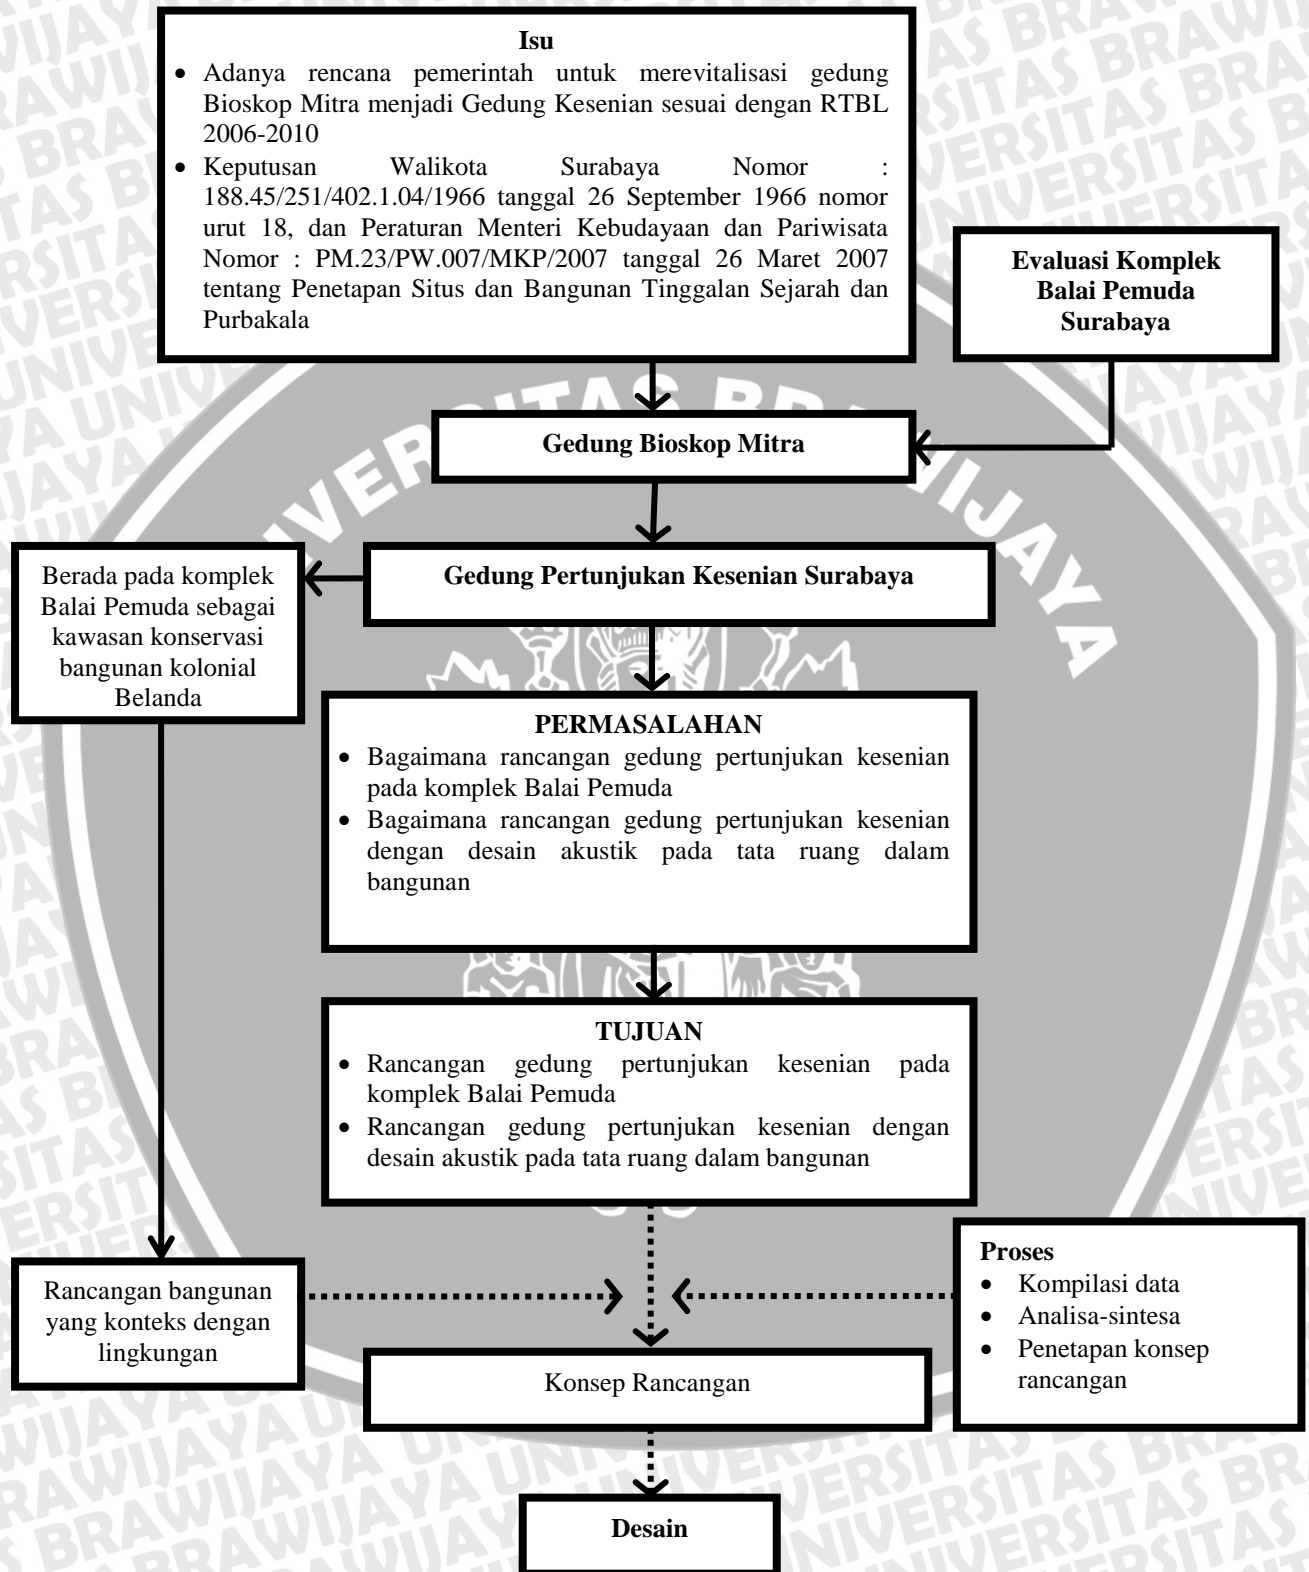 Isu
• Adanya rencana pemerintah untuk merevitalisasi gedung
Bioskop Mitra menjadi Gedung Kesenian sesuai dengan RTBL
2006-2010
• Keputusan Walikota Surabaya Nomor :
188.45/251/402.1.04/1966 tanggal 26 September 1966 nomor
urut 18, dan Peraturan Menteri Kebudayaan dan Pariwisata
Nomor : PM.23/PW.007/MKP/2007 tanggal 26 Maret 2007
tentang Penetapan Situs dan Bangunan Tinggalan Sejarah dan
Purbakala
Evaluasi Komplek
Balai Pemuda
Surabaya
Gedung Bioskop Mitra
Gedung Pertunjukan Kesenian Surabaya
Berada pada komplek
Balai Pemuda sebagai
kawasan konservasi
bangunan kolonial
Belanda
PERMASALAHAN
• Bagaimana rancangan gedung pertunjukan kesenian
pada komplek Balai Pemuda
• Bagaimana rancangan gedung pertunjukan kesenian
dengan desain akustik pada tata ruang dalam
bangunan
TUJUAN
• Rancangan gedung pertunjukan kesenian pada
komplek Balai Pemuda
• Rancangan gedung pertunjukan kesenian dengan
desain akustik pada tata ruang dalam bangunan
Rancangan bangunan
yang konteks dengan
lingkungan
Proses
• Kompilasi data
• Analisa-sintesa
• Penetapan konsep
rancangan
Konsep Rancangan
Desain